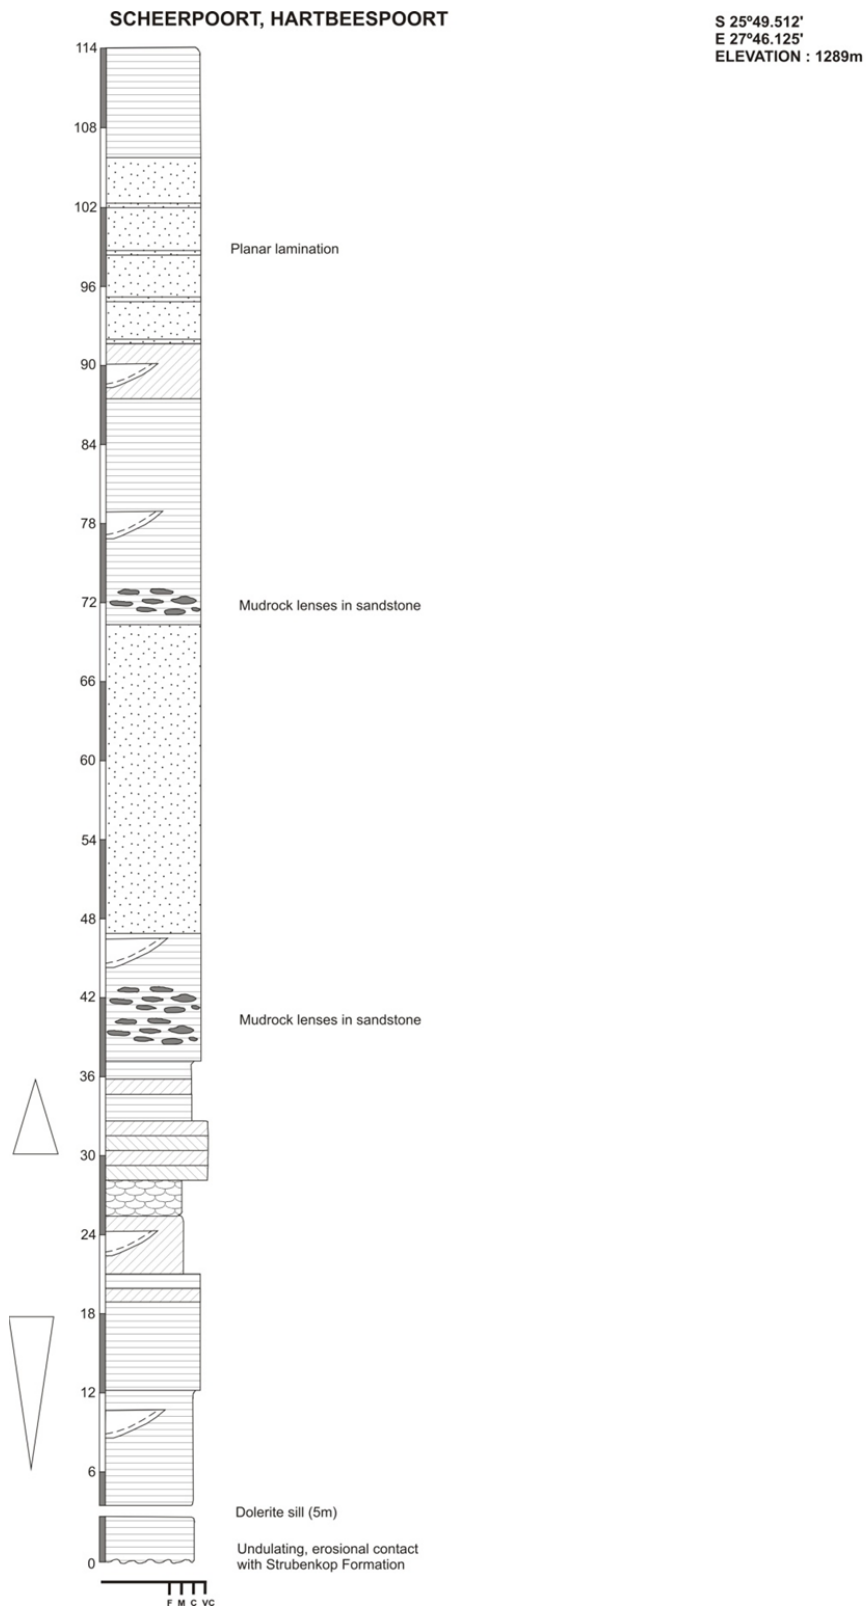 SCHEERPOORT, HARTBEESPOORT
S 25º49.512'
E 27º46.125'
ELEVATION : 1289m
114
108
102
Planar lamination
96
90
84
78
72
Mudrock lenses in sandstone
66
60
54
48
42
Mudrock lenses in sandstone
36
30
24
18
12
6
Dolerite sill (5m)
Undulating, erosional contact
with Strubenkop Formation
0
F M C VC